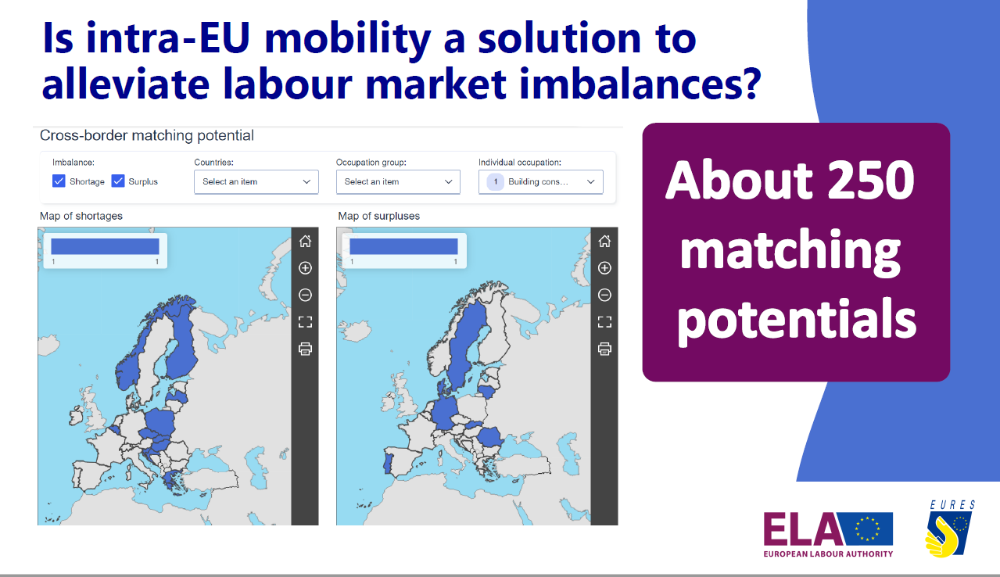 Is intra-EU mobility a solution to
alleviate labour market imbalances?
Cross-border matching potential
Imbalance:
Shortage Surplus
Countries:
Select an item
Occupation group:
Select an item
Individual occupation:
1 Building cons...
Map of shortages
1 1
Map of surpluses
1 1
About 250
matching
potentials
ELA
EUROPEAN LABOUR AUTHORITY
EURES